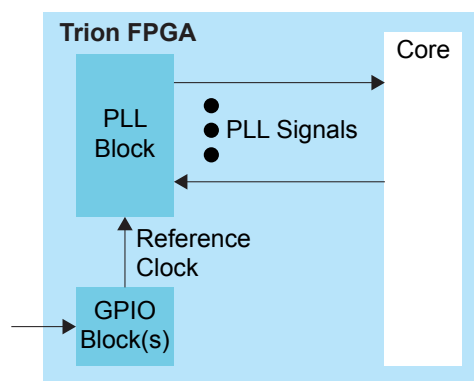 Trion FPGA
Core
PLL
Block
PLL Signals
Reference
Clock
GPIO
Block(s)